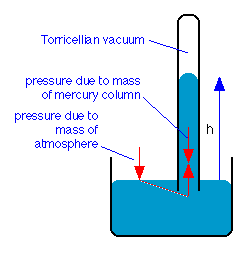 Torricellian vacuum
pressure due to mass
of mercury column
pressure due to
mass of
atmosphere
h